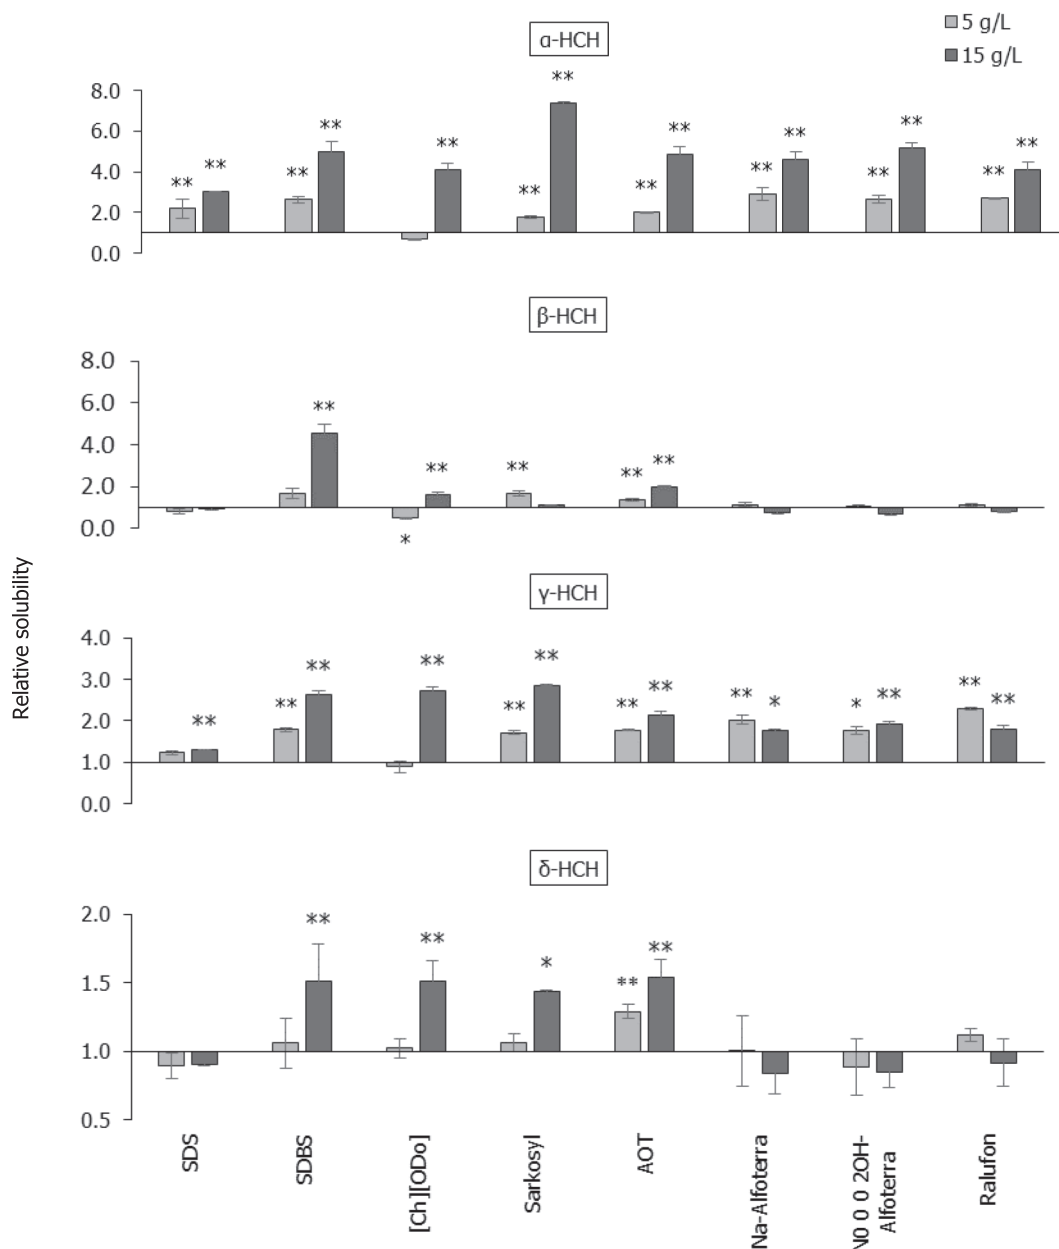 5 g/L
15 g/L
α-HCH
**
8.0
6.0
4.0
2.0
0.0
** ** ** ** ** ** ** ** ** ** ** ** ** **
β-HCH
8.0
6.0
4.0
2.0
0.0
** ** ** ** **
*
Relative solubility
γ-HCH
4.0
3.0
2.0
1.0
0.0
** ** ** ** ** ** ** ** ** * * ** ** **
δ-HCH
2.0
1.5
1.0
0.5
** ** * ** **
SDS
SDBS
[Ch][ODo]
Sarkosyl
AOT
Na-Alfoterra
N0 0 0 2OH-
Alfoterra
Ralufon